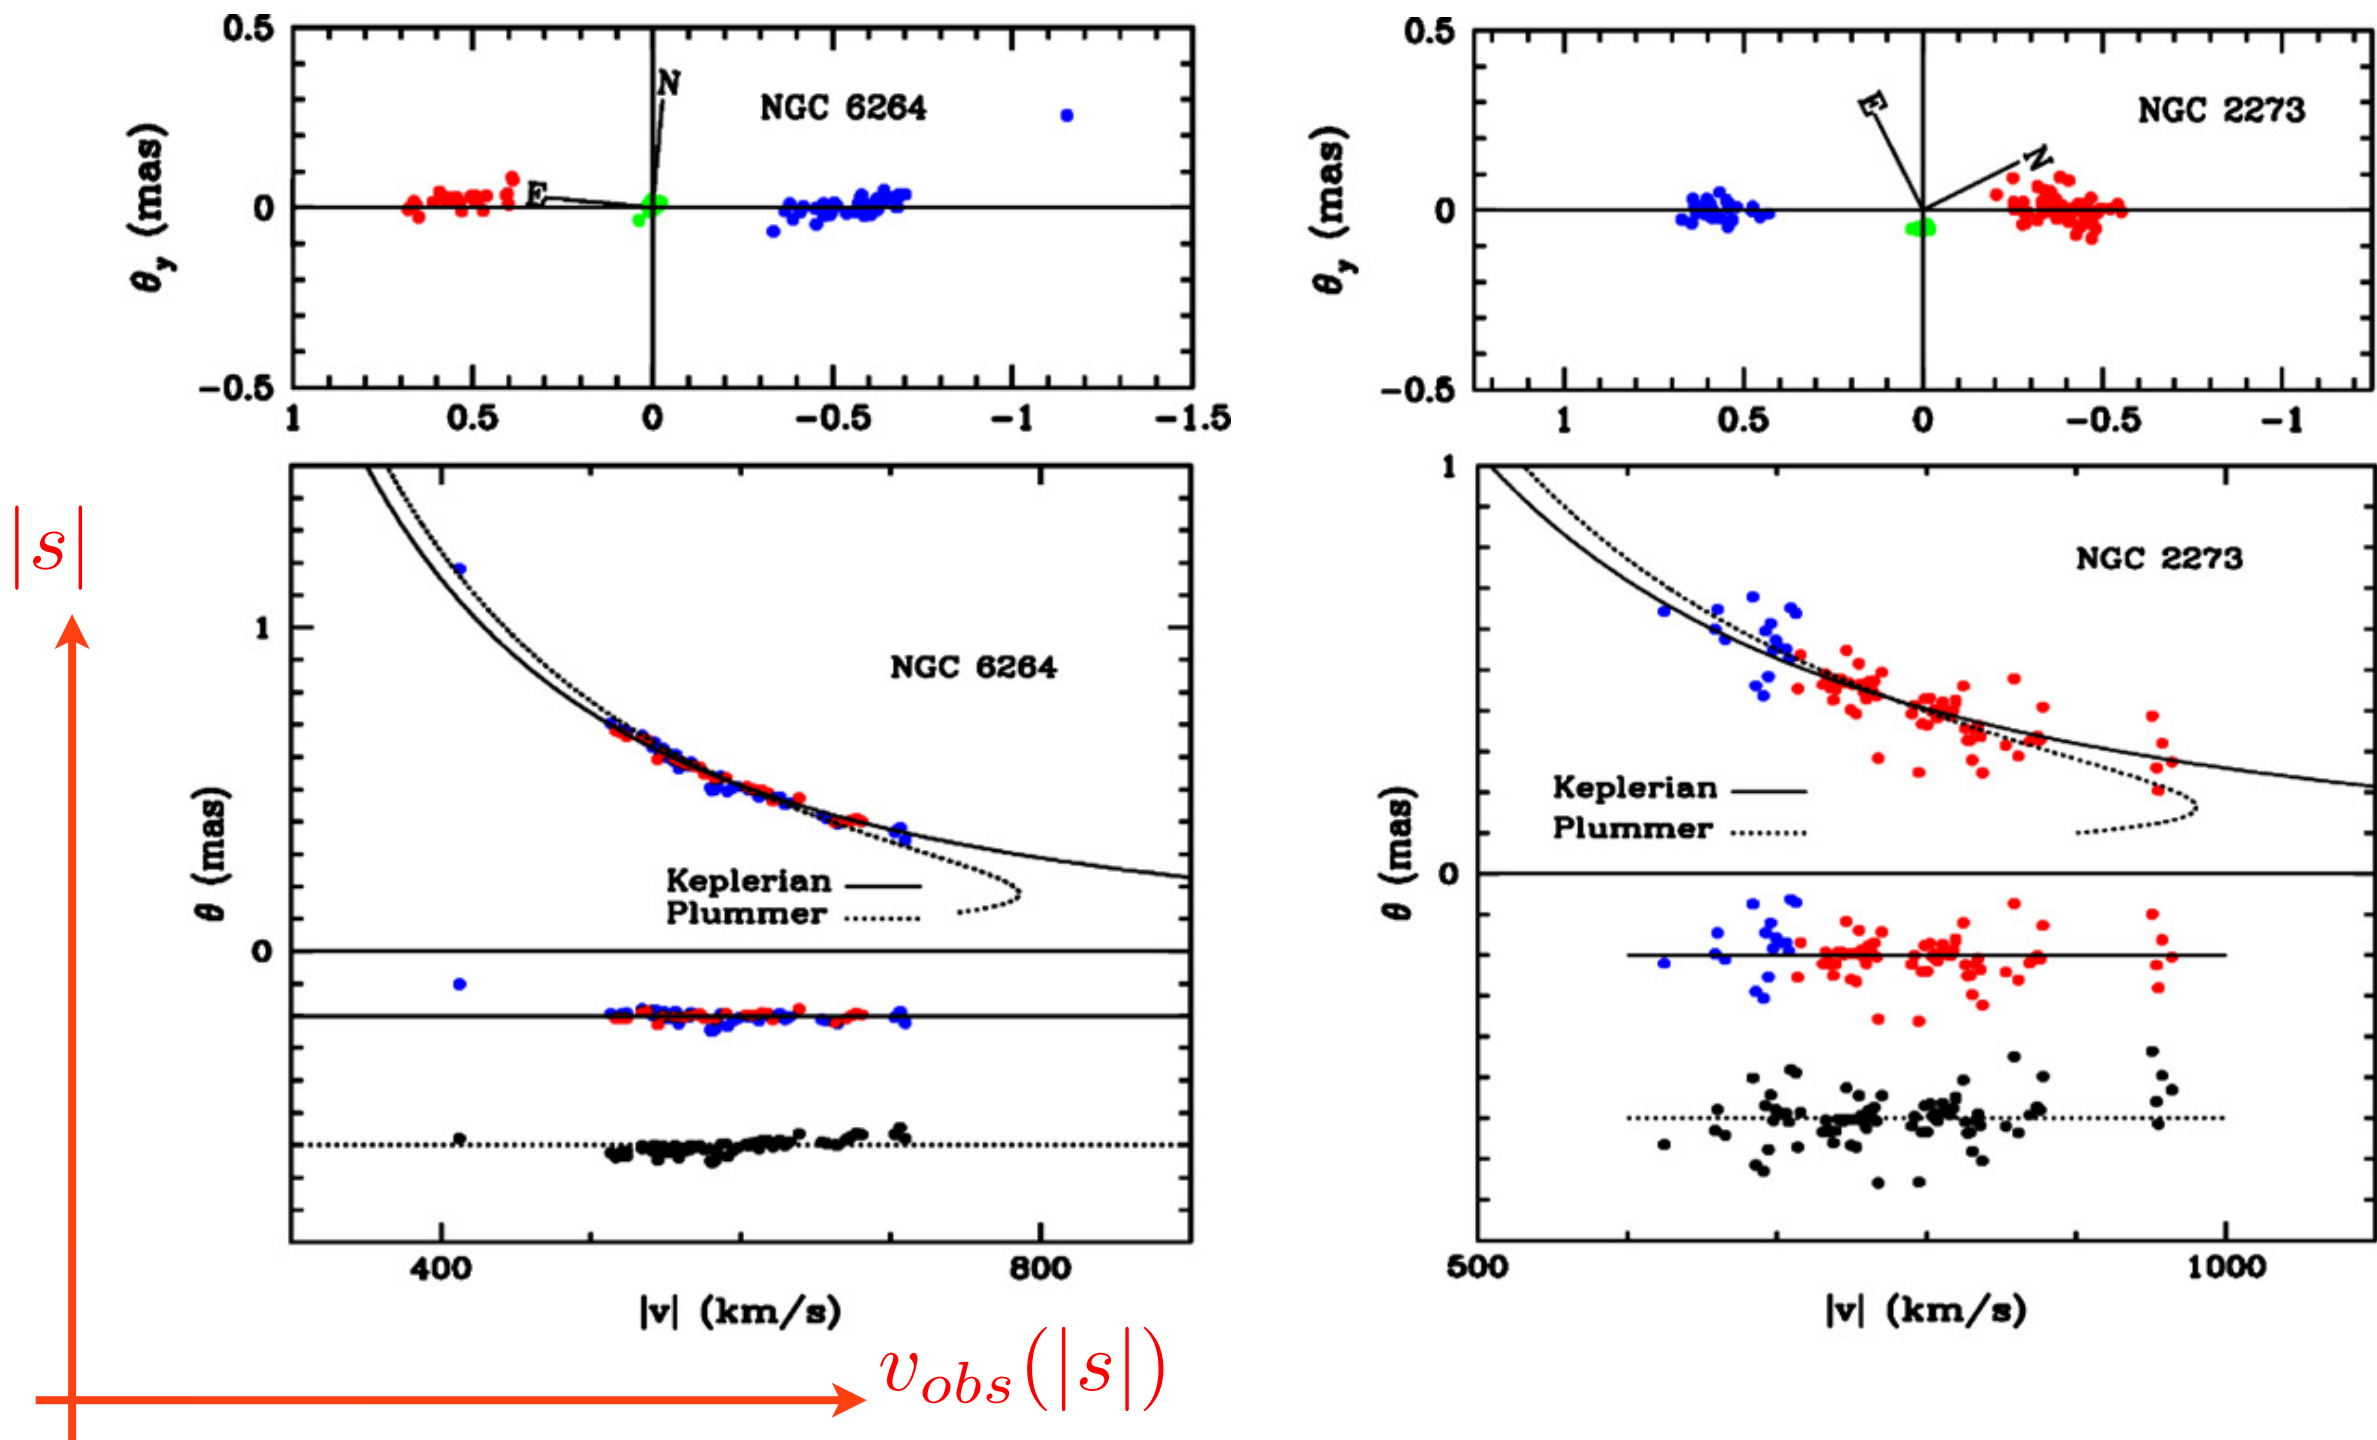 0.5
N
NGC 6264
E
θy (mas)
0
-0.5
1 0.5 0 -0.5 -1 -1.5
0.5
E
NGC 2273
N
θy (mas)
0
-0.5
1 0.5 0 -0.5 -1
|s|
1
NGC 6264
Keplerian
Plummer
θ (mas)
0
400 800
|v| (km/s)
vobs(|s|)
1
NGC 2273
Keplerian
Plummer
θ (mas)
0
500 1000
|v| (km/s)